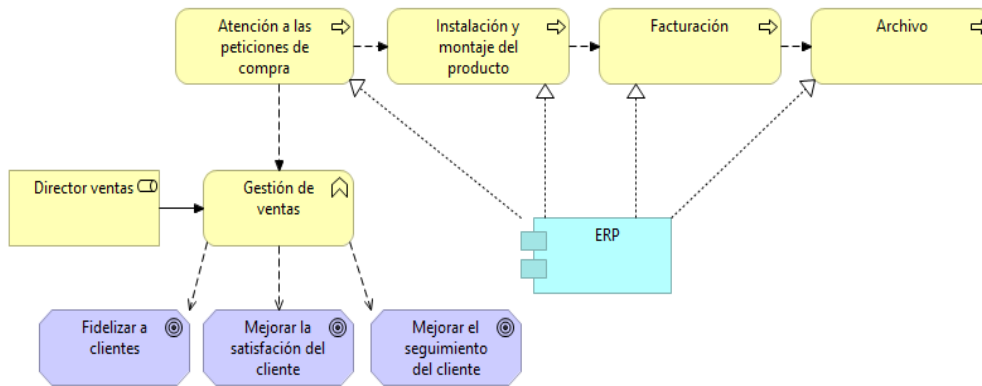 Atención a las
peticiones de
compra
Instalación y
montaje del
producto
Facturación
Archivo
Director ventas
Gestión de
ventas
ERP
Fidelizar a
clientes
Mejorar la
satisfacción del
cliente
Mejorar el
seguimiento
del cliente